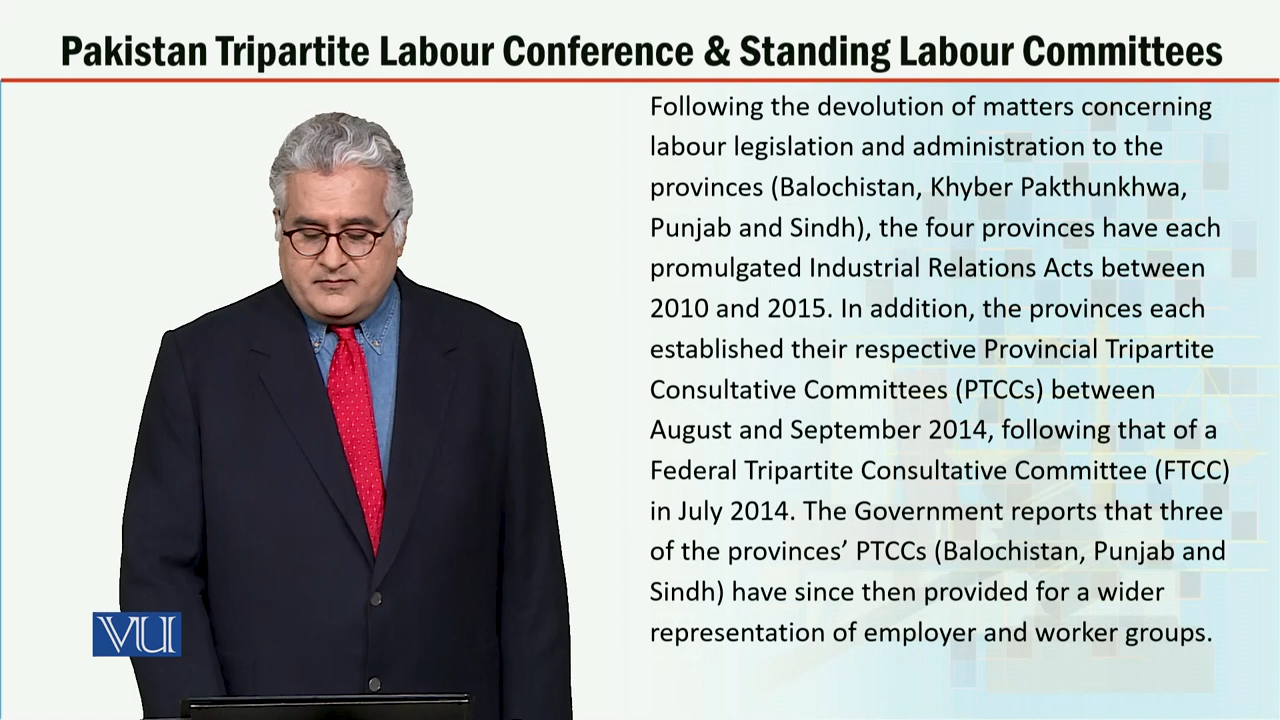 Pakistan Tripartite Labour Conference & Standing Labour Committees
Following the devolution of matters concerning
labour legislation and administration to the
provinces (Balochistan, Khyber Pakthunkhwa,
Punjab and Sindh), the four provinces have each
promulgated Industrial Relations Acts between
2010 and 2015. In addition, the provinces each
established their respective Provincial Tripartite
Consultative Committees (PTCCs) between
August and September 2014, following that of a
Federal Tripartite Consultative Committee (FTCC)
in July 2014. The Government reports that three
of the provinces’ PTCCs (Balochistan, Punjab and
Sindh) have since then provided for a wider
representation of employer and worker groups.
VU